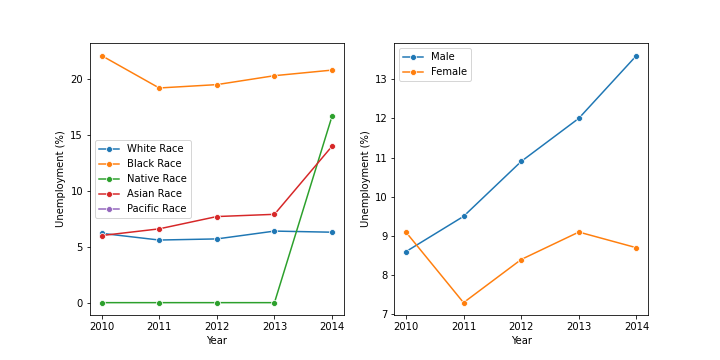 Unemployment (%)
20
15
10
5
0
White Race
Black Race
Native Race
Asian Race
Pacific Race
2010 2011 2012 2013 2014
Year
Unemployment (%)
13
12
11
10
9
8
7
Male
Female
2010 2011 2012 2013 2014
Year